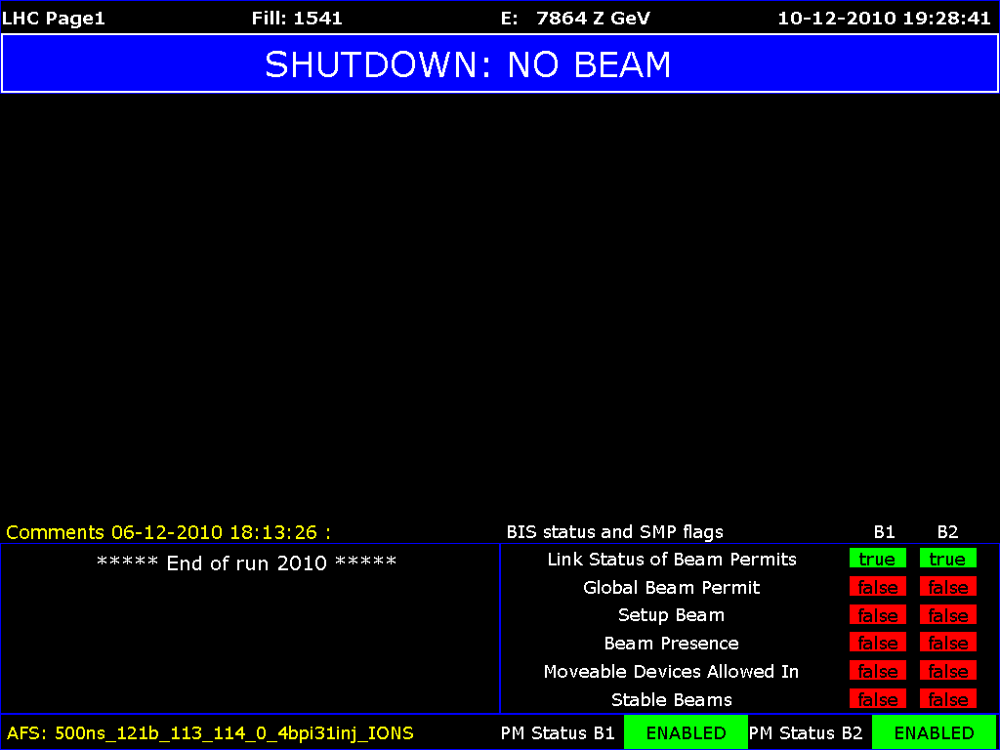 LHC Page1 Fill: 1541 E: 7864 Z GeV 10-12-2010 19:28:41
SHUTDOWN: NO BEAM
Comments 06-12-2010 18:13:26 :
***** End of run 2010 *****
BIS status and SMP flags B1 B2
Link Status of Beam Permits true true
Global Beam Permit false false
Setup Beam false false
Beam Presence false false
Moveable Devices Allowed In false false
Stable Beams false false
AFS: 500ns_121b_113_114_0_4bpi31inj_IONS PM Status B1 ENABLED PM Status B2 ENABLED